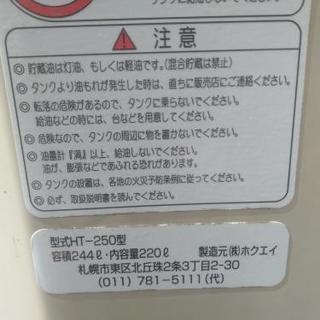 しないでください。
注意
◎貯蔵油は灯油、もしくは軽油です。(混合貯蔵は禁止)
◎タンクより油もれが発生した時は、直ちに販売店にご連絡ください。
◎転落の危険があるので、タンクに乗らないでください。
給油などの時には、台などを用意してください。
◎危険なので、タンクの周辺に物を置かないでください。
◎油量計『満』以上、給油しないでください。
油が、膨張などであふれる恐れがあります。
◎タンクの設置は、各地の火災予防条例に従ってください。
◎必ず、取扱説明書を読んでください。
型式HT-250型
容積244ℓ・内容量220ℓ 製造元㈱ホクエイ
札幌市東区北丘珠2条3丁目2-30
(011) 781-5111(代)